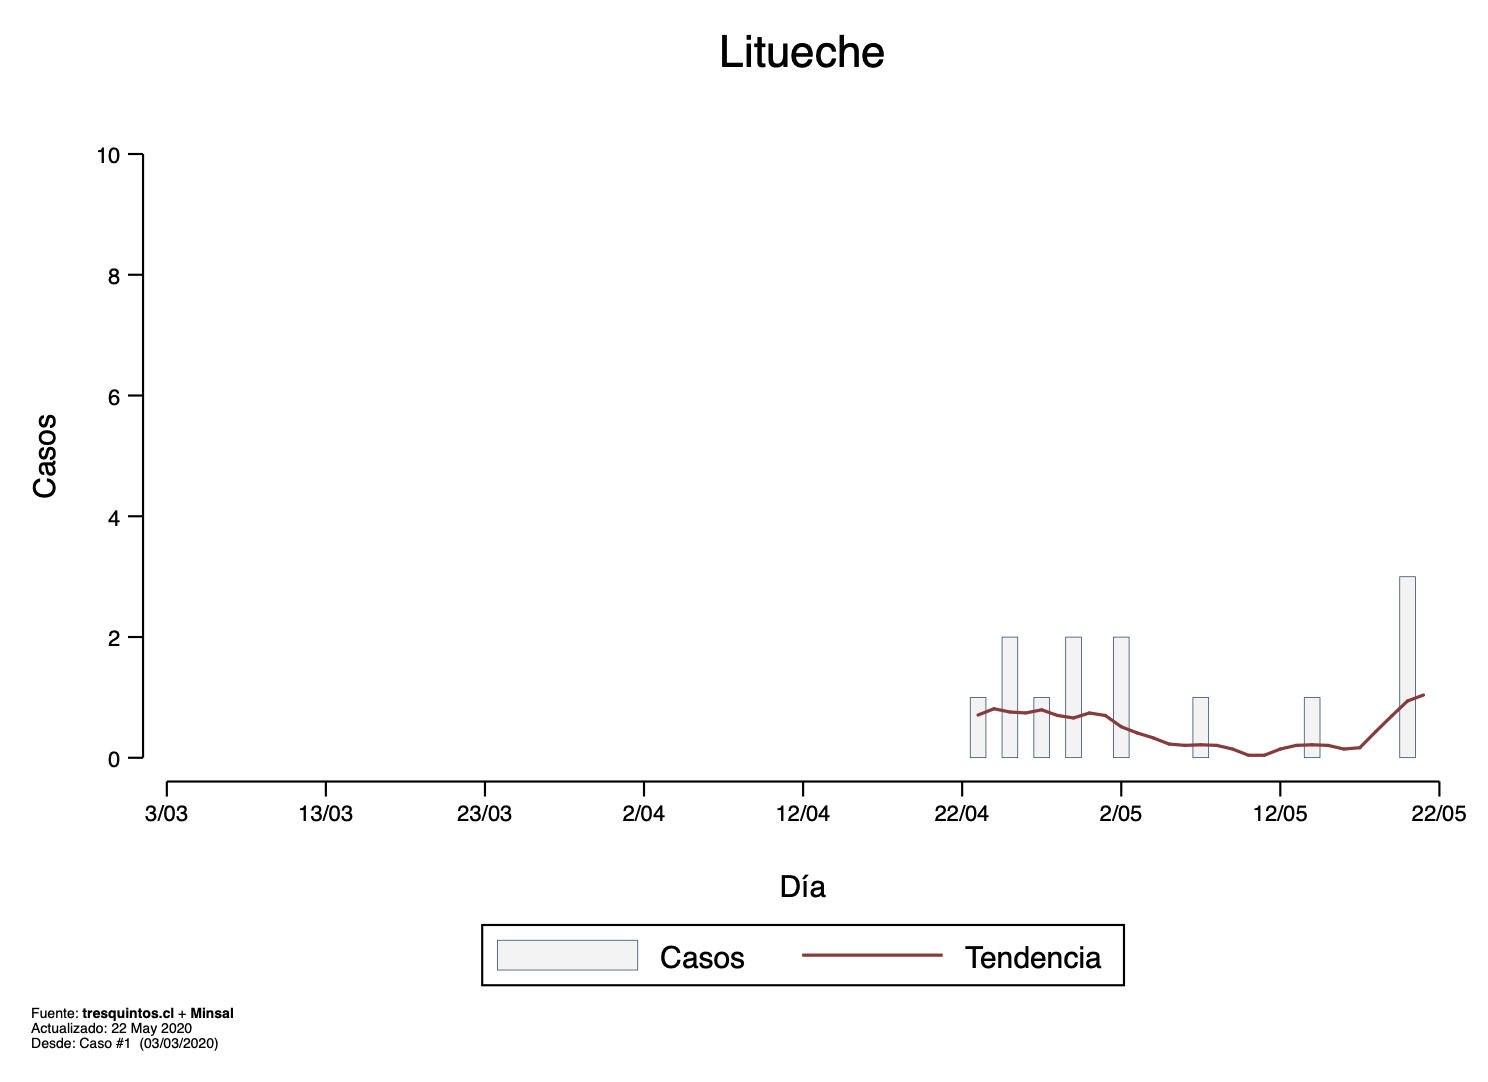 Litueche
10
8
6
4
2
0
Casos
3/03 13/03 23/03 2/04 12/04 22/04 2/05 12/05 22/05
Día
Casos Tendencia
Fuente: tresquintos.cl + Minsal
Actualizado: 22 May 2020
Desde: Caso #1 (03/03/2020)